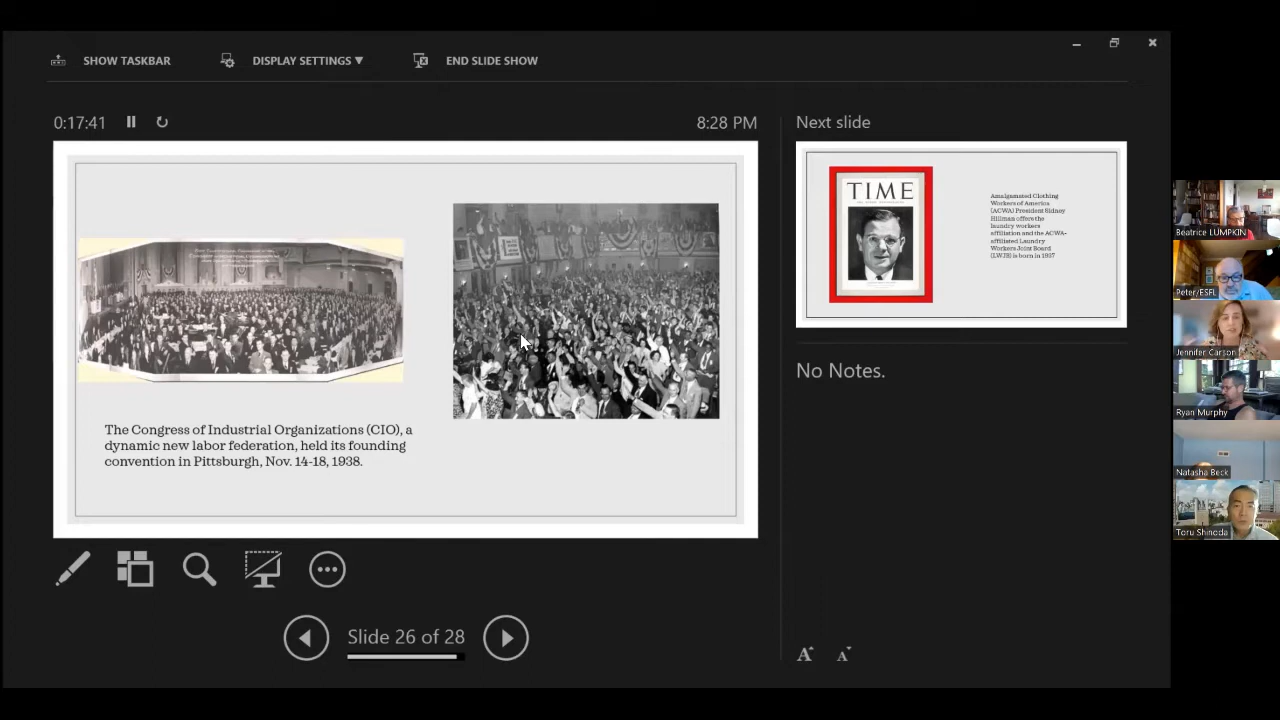 SHOW TASKBAR
DISPLAY SETTINGS ▼
END SLIDE SHOW
0:17:41
8:28 PM
The Congress of Industrial Organizations (CIO), a
dynamic new labor federation, held its founding
convention in Pittsburgh, Nov. 14-18, 1938.
Slide 26 of 28
Next slide
TIME
Amalgamated Clothing
Workers of America
(ACWA) President Sidney
Hillman offers the
laundry workers
affiliation and the ACWA-
affiliated Laundry
Workers Joint Board
(LWJB) is born in 1937
No Notes.
A A
Beatrice LUMPKIN
Peter/ESFL
Jennifer Carson
Ryan Murphy
Natasha Beck
Toru Shinoda